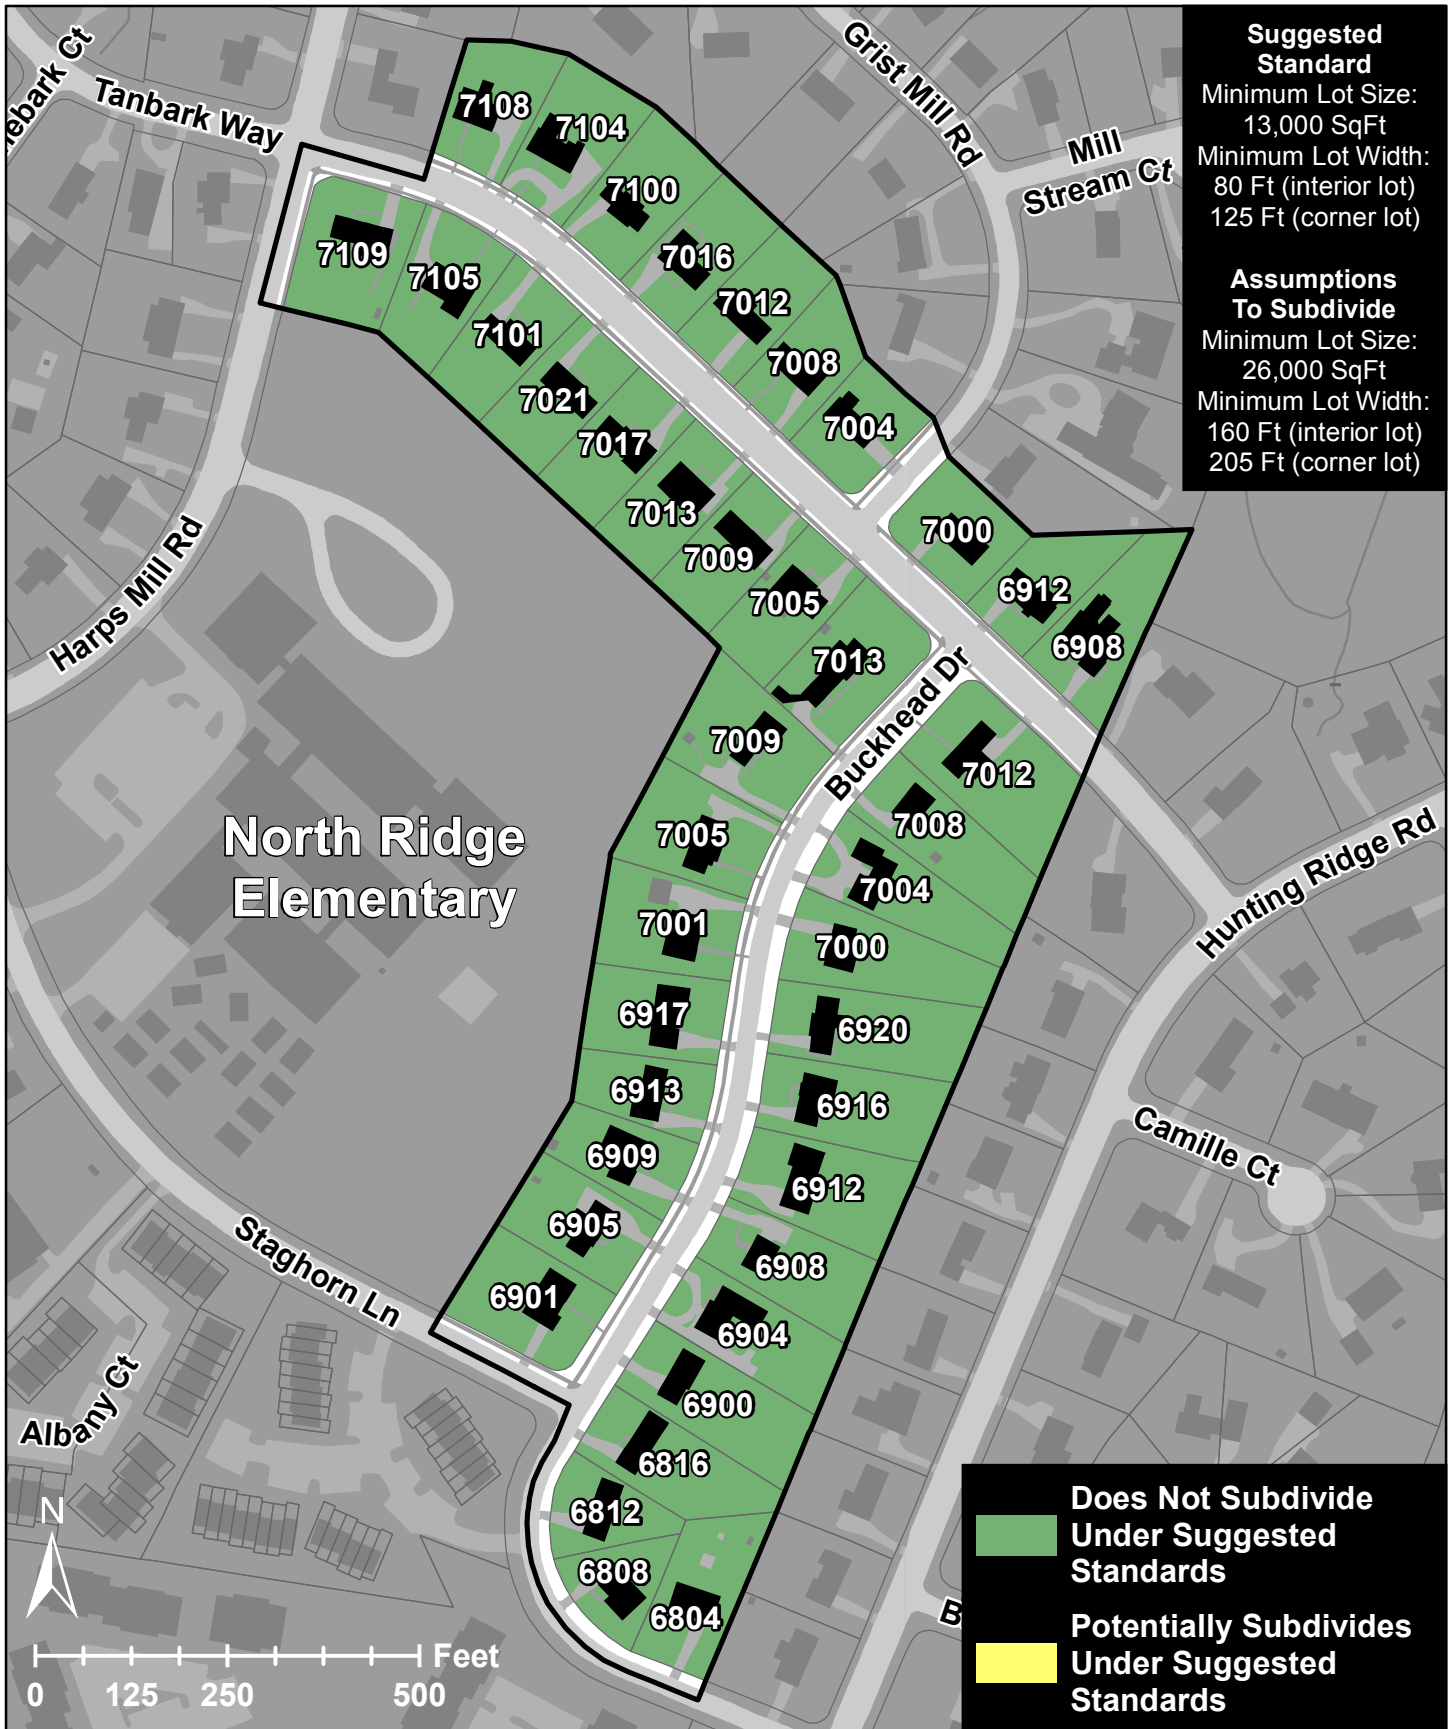 Suggested
Standard
Minimum Lot Size:
13,000 SqFt
Minimum Lot Width:
80 Ft (interior lot)
125 Ft (corner lot)
Assumptions
To Subdivide
Minimum Lot Size:
26,000 SqFt
Minimum Lot Width:
160 Ft (interior lot)
205 Ft (corner lot)
Tanbark Way
Grist Mill Rd
Mill
Stream Ct
7108
7104
7100
7109
7105
7016
7101
7012
7021
7008
7017
7004
7013
7000
7009
6912
7005
6908
Harps Mill Rd
7013
Buckhead Dr
7009
7012
7005
7008
North Ridge
Elementary
7004
Hunting Ridge Rd
7001
7000
6917
6920
6913
6916
Camille Ct
6909
6912
6905
6908
Staghorn Ln
6901
6904
Albany Ct
6900
6816
6812
6808
6804
N
Feet
0 125 250 500
Does Not Subdivide
Under Suggested
Standards
Potentially Subdivides
Under Suggested
Standards